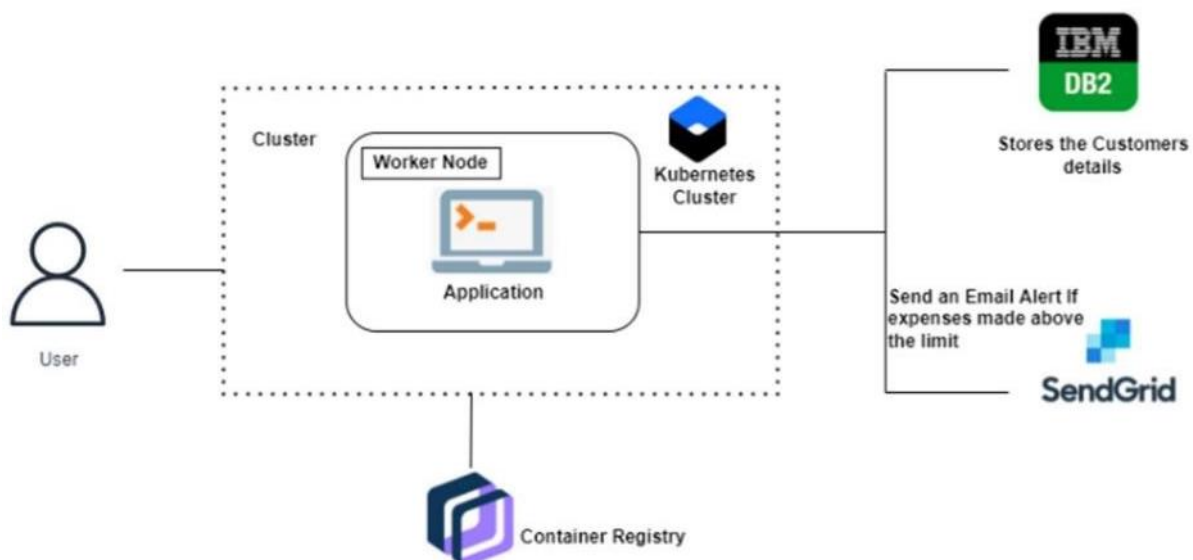 IBM
DB2
Stores the Customers
details
Cluster
Worker Node
Kubernetes
Cluster
Application
User
Send an Email Alert If
expenses made above
the limit
SendGrid
Container Registry